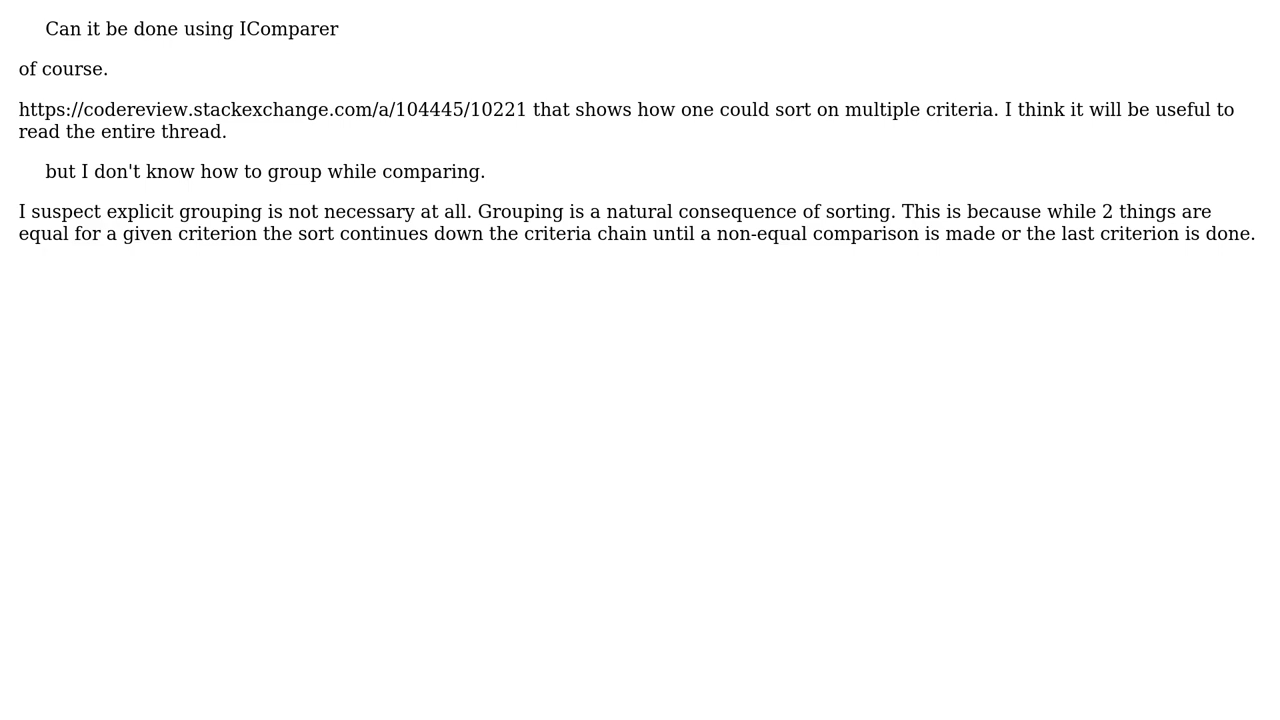 Can it be done using IComparer
of course.
https://codereview.stackexchange.com/a/104445/10221 that shows how one could sort on multiple criteria. I think it will be useful to
read the entire thread.
but I don't know how to group while comparing.
I suspect explicit grouping is not necessary at all. Grouping is a natural consequence of sorting. This is because while 2 things are
equal for a given criterion the sort continues down the criteria chain until a non-equal comparison is made or the last criterion is done.